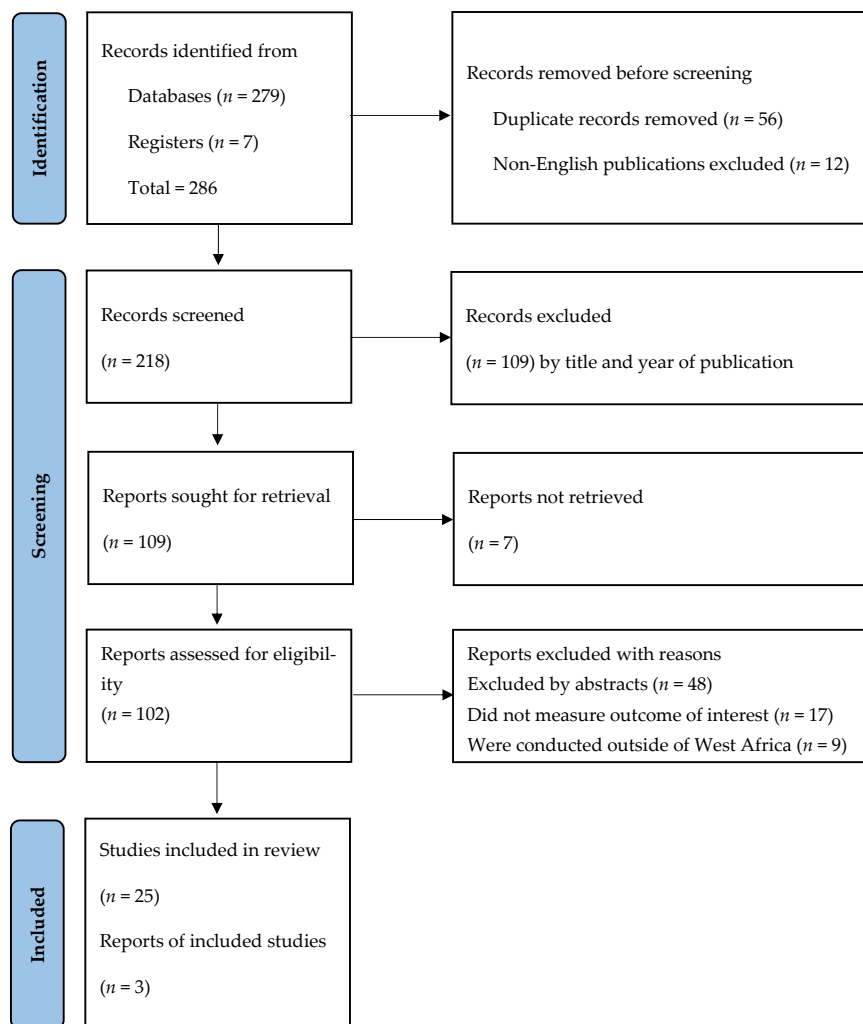 Identification
Records identified from
Databases (n = 279)
Registers (n = 7)
Total = 286
Records removed before screening
Duplicate records removed (n = 56)
Non-English publications excluded (n = 12)
Screening
Records screened
(n = 218)
Records excluded
(n = 109) by title and year of publication
Reports sought for retrieval
(n = 109)
Reports not retrieved
(n = 7)
Reports assessed for eligibil-
ity
(n = 102)
Reports excluded with reasons
Excluded by abstracts (n = 48)
Did not measure outcome of interest (n = 17)
Were conducted outside of West Africa (n = 9)
Included
Studies included in review
(n = 25)
Reports of included studies
(n = 3)